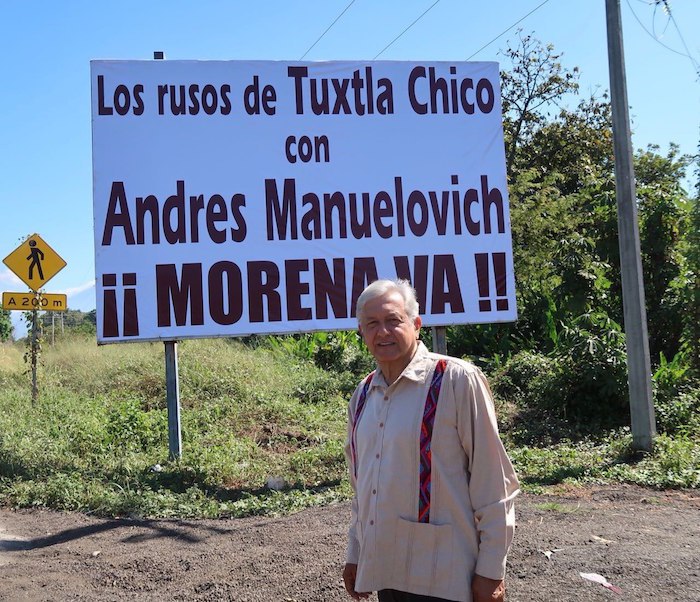 Los rusos de Tuxtla Chico
con
Andres Manuelovich
¡¡ MORENA VA !!
A 200 m